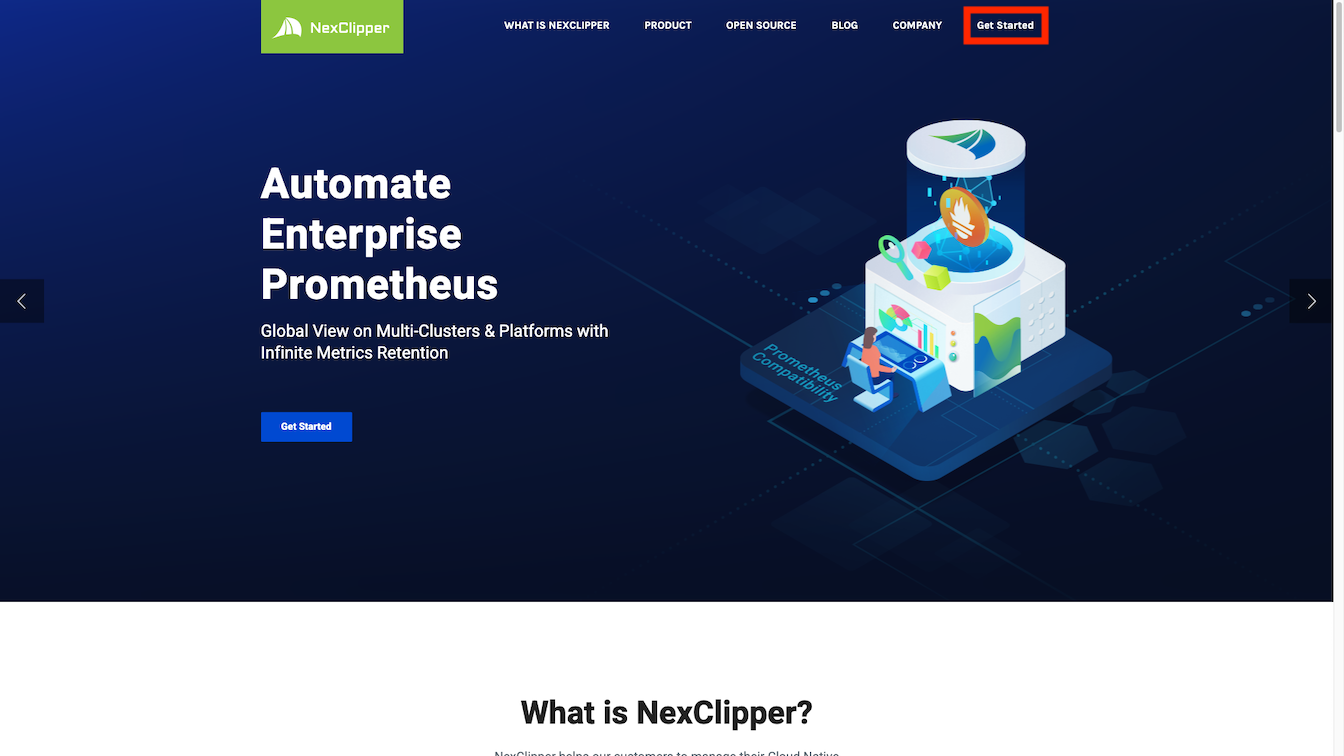 NexClipper
WHAT IS NEXCLIPPER
PRODUCT
OPEN SOURCE
BLOG
COMPANY
Get Started
Automate
Enterprise
Prometheus
Global View on Multi-Clusters & Platforms with
Infinite Metrics Retention
Get Started
Prometheus
Compatibility
What is NexClipper?
NexClipper helps our customers to manage their Cloud Native